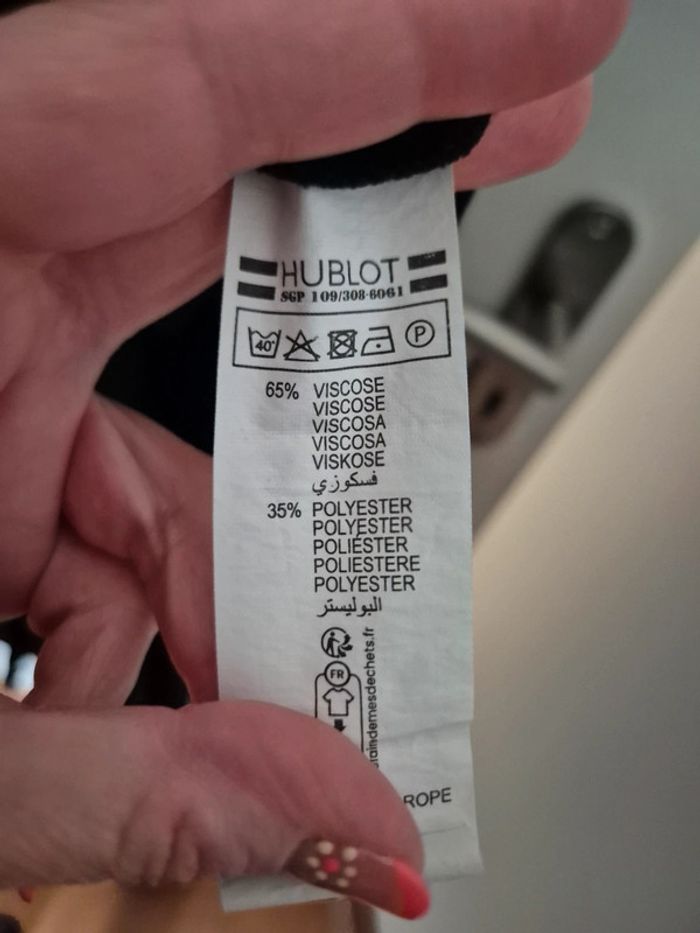 HUBLOT
SGP 109/308-6061
40° P
65% VISCOSE
VISCOSE
VISCOSA
VISCOSA
VISKOSE
فسكوزي
35% POLYESTER
POLYESTER
POLIÉSTER
POLIESTERE
POLYESTER
البوليستر
FR